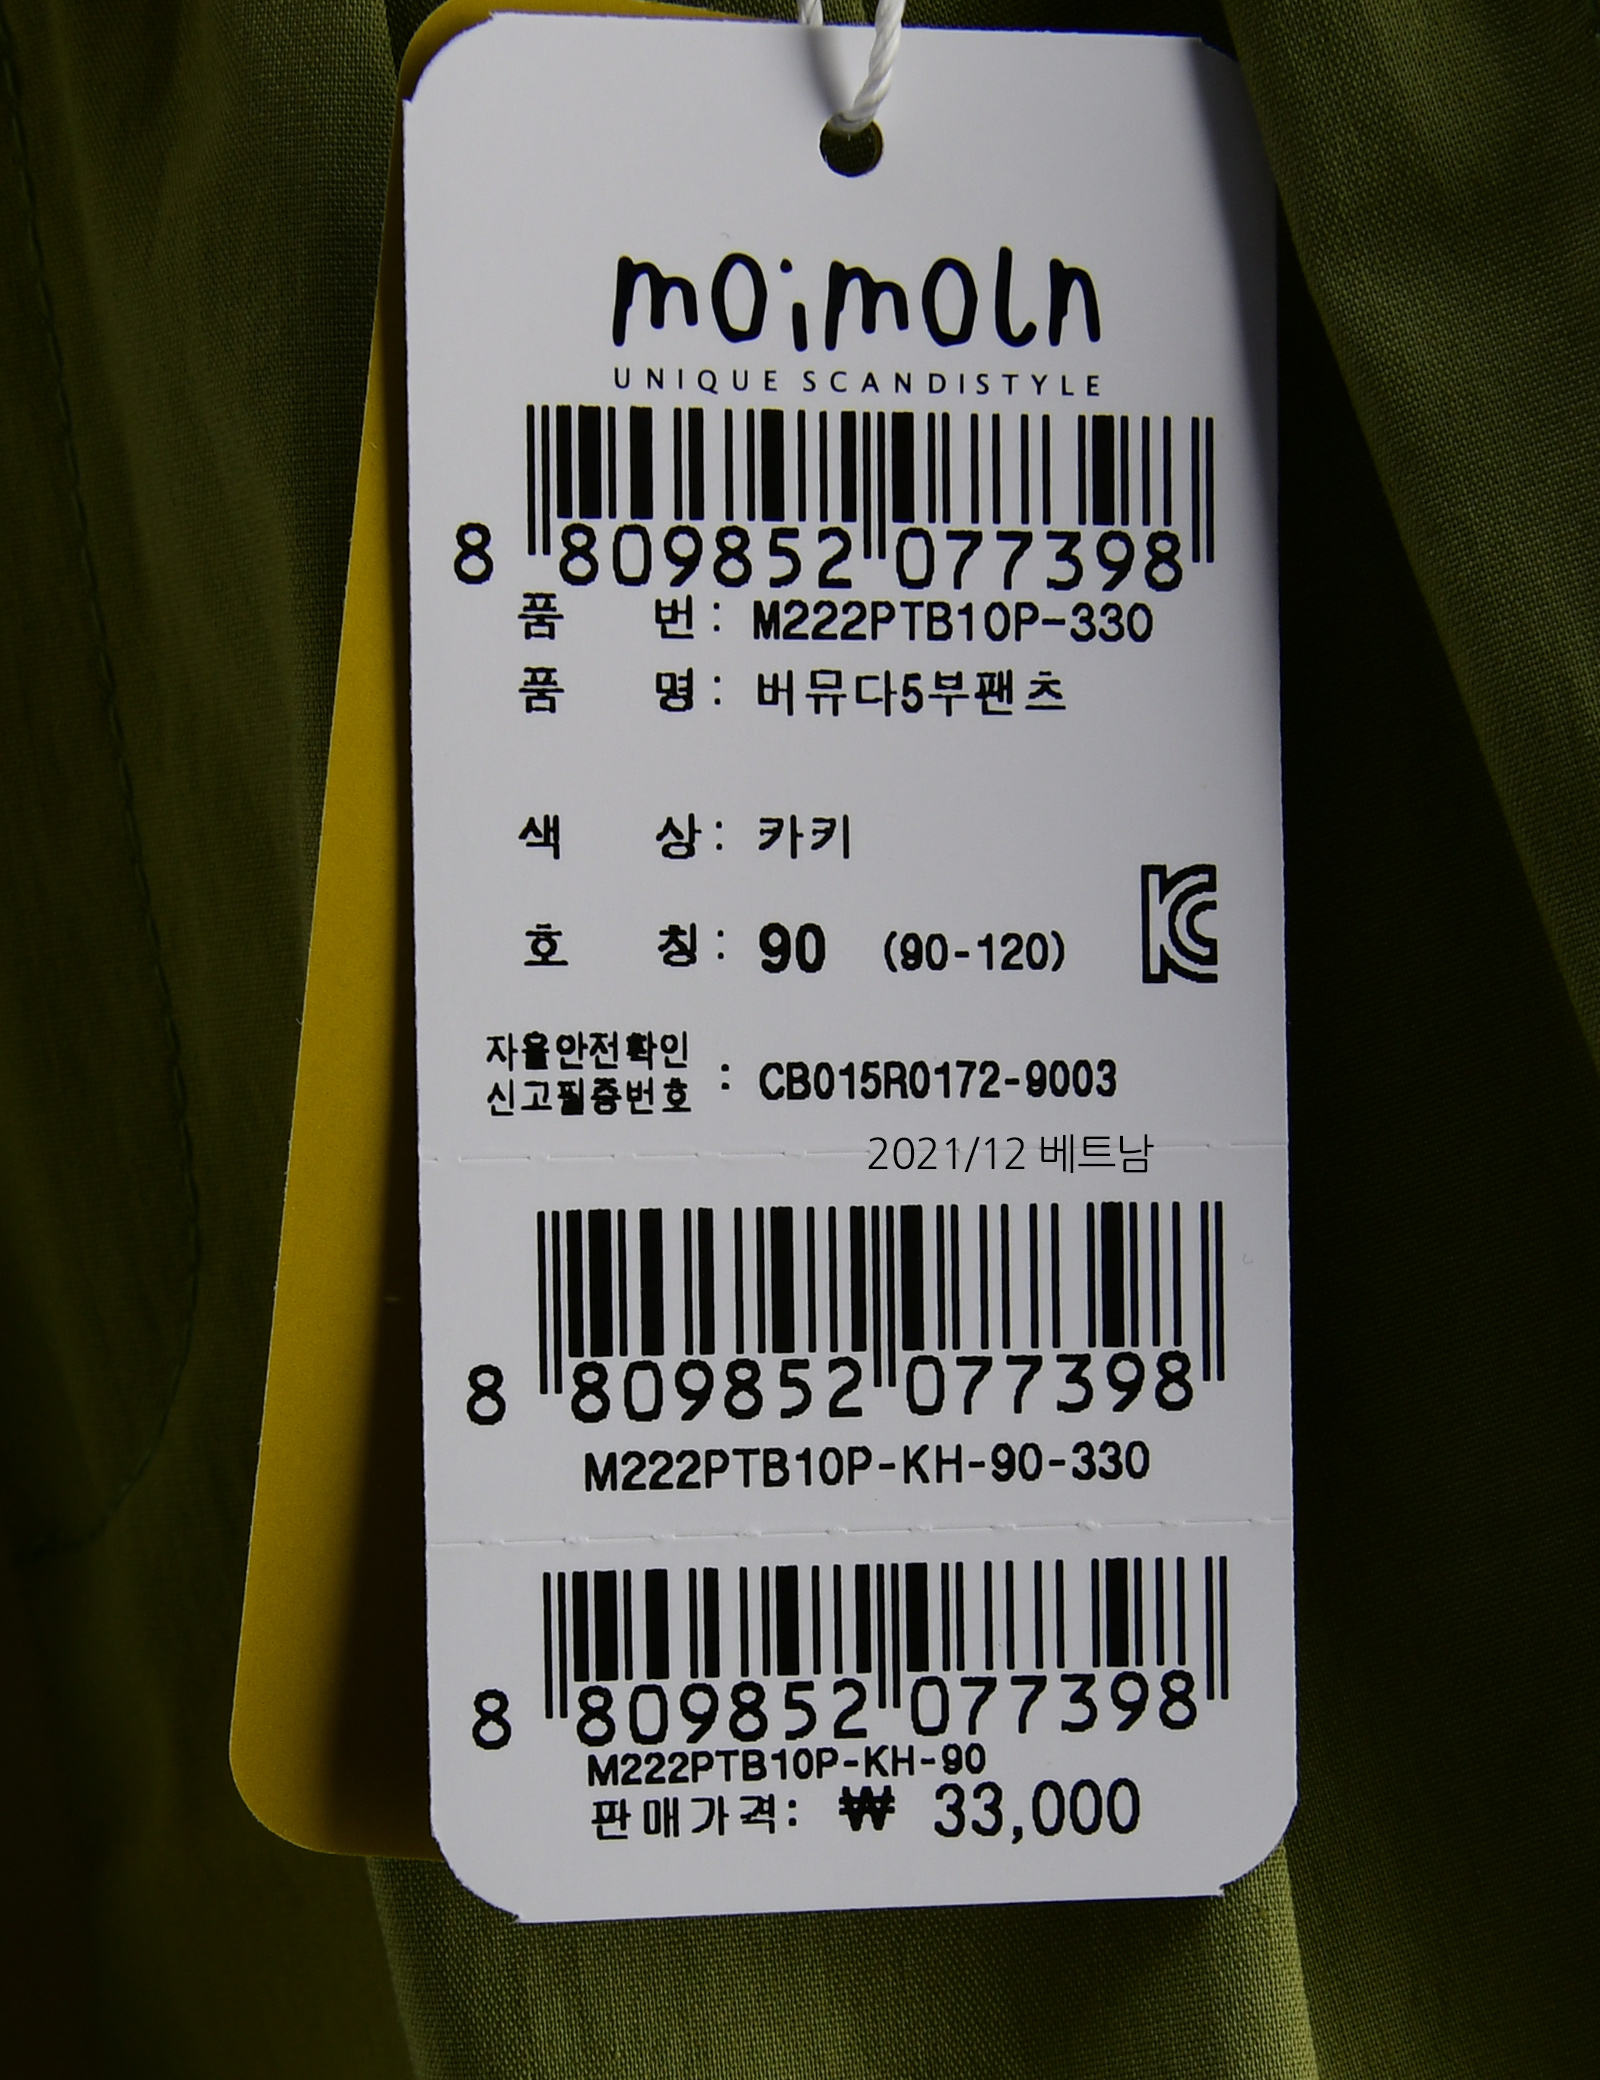 moimoln
UNIQUE SCANDISTYLE
8 809852 077398
품 번 : M222PTB10P-330
품 명 : 버뮤다5부팬츠
색 상 : 카키
호 칭 : 90 (90-120)
자율안전확인
신고필증번호 : CB015R0172-9003
2021/12 베트남
8 809852 077398
M222PTB10P-KH-90-330
8 809852 077398
M222PTB10P-KH-90
판매가격: ₩ 33,000